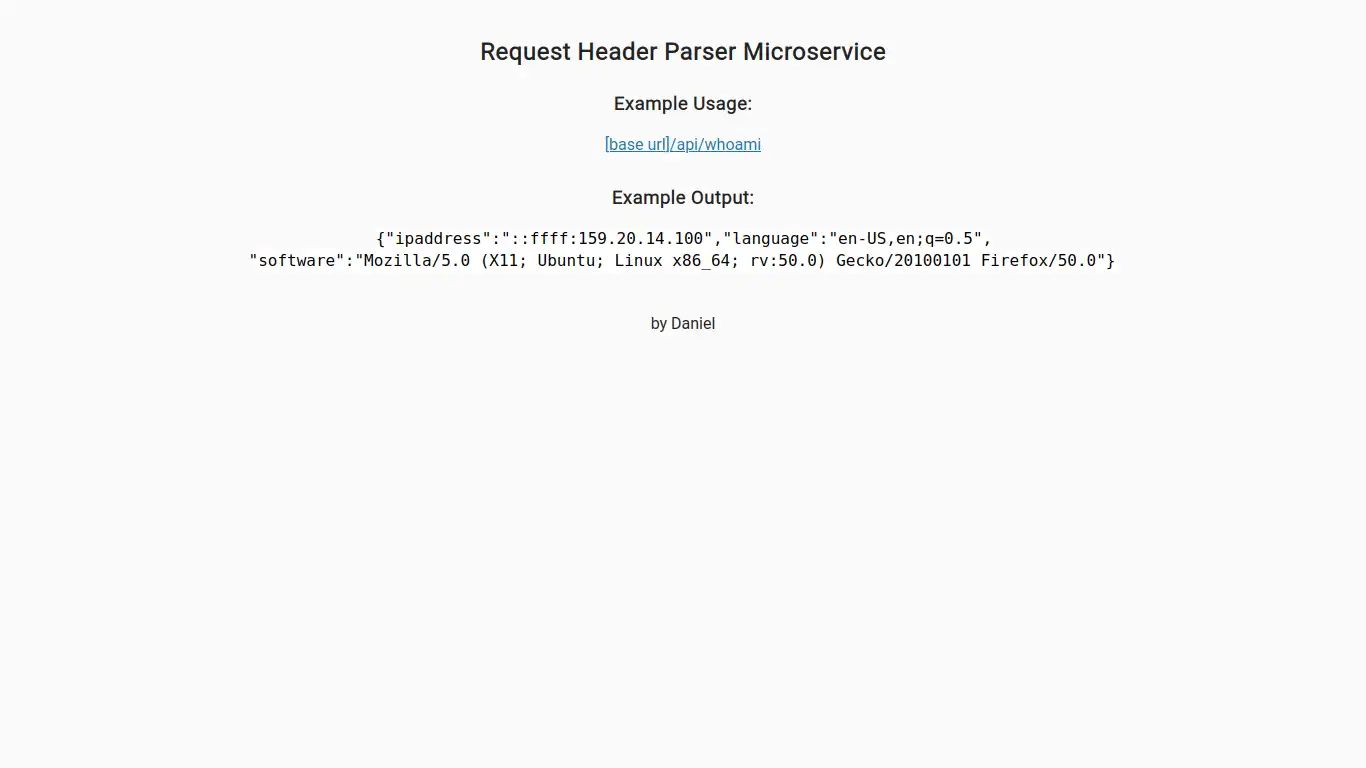 Request Header Parser Microservice
Example Usage:
[base url]/api/whoami
Example Output:
{"ipaddress":"::ffff:159.20.14.100","language":"en-US,en;q=0.5",
"software":"Mozilla/5.0 (X11; Ubuntu; Linux x86_64; rv:50.0) Gecko/20100101 Firefox/50.0"}
by Daniel